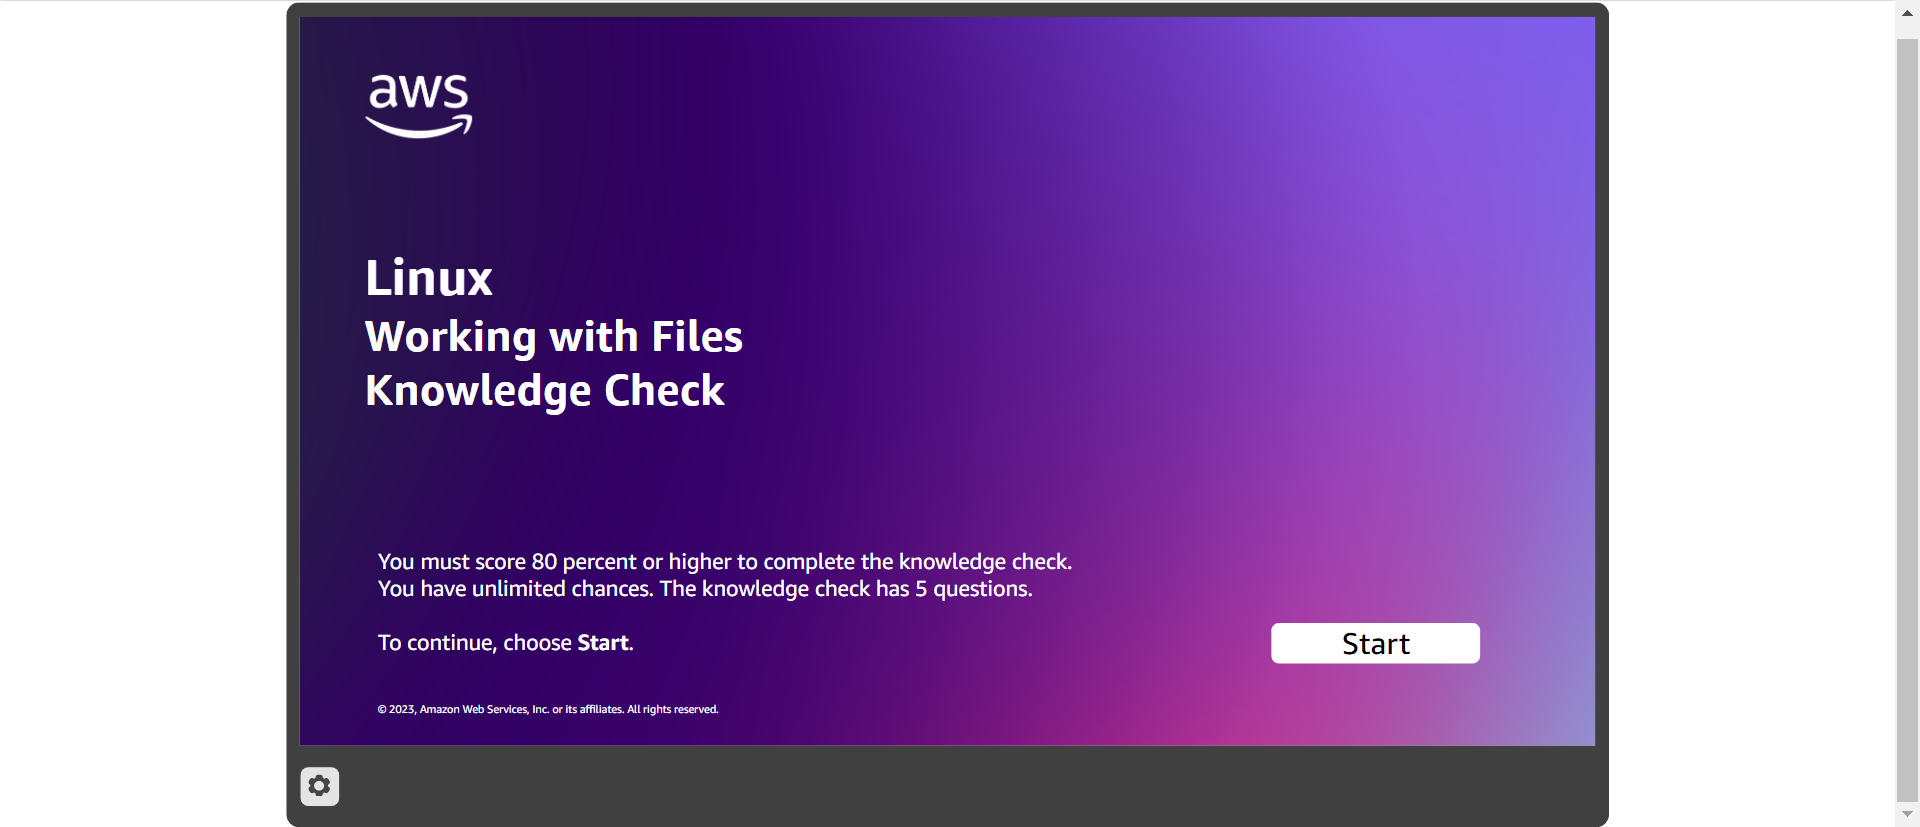 aws
Linux
Working with Files
Knowledge Check
You must score 80 percent or higher to complete the knowledge check.
You have unlimited chances. The knowledge check has 5 questions.
To continue, choose Start.
Start
© 2023, Amazon Web Services, Inc. or its affiliates. All rights reserved.